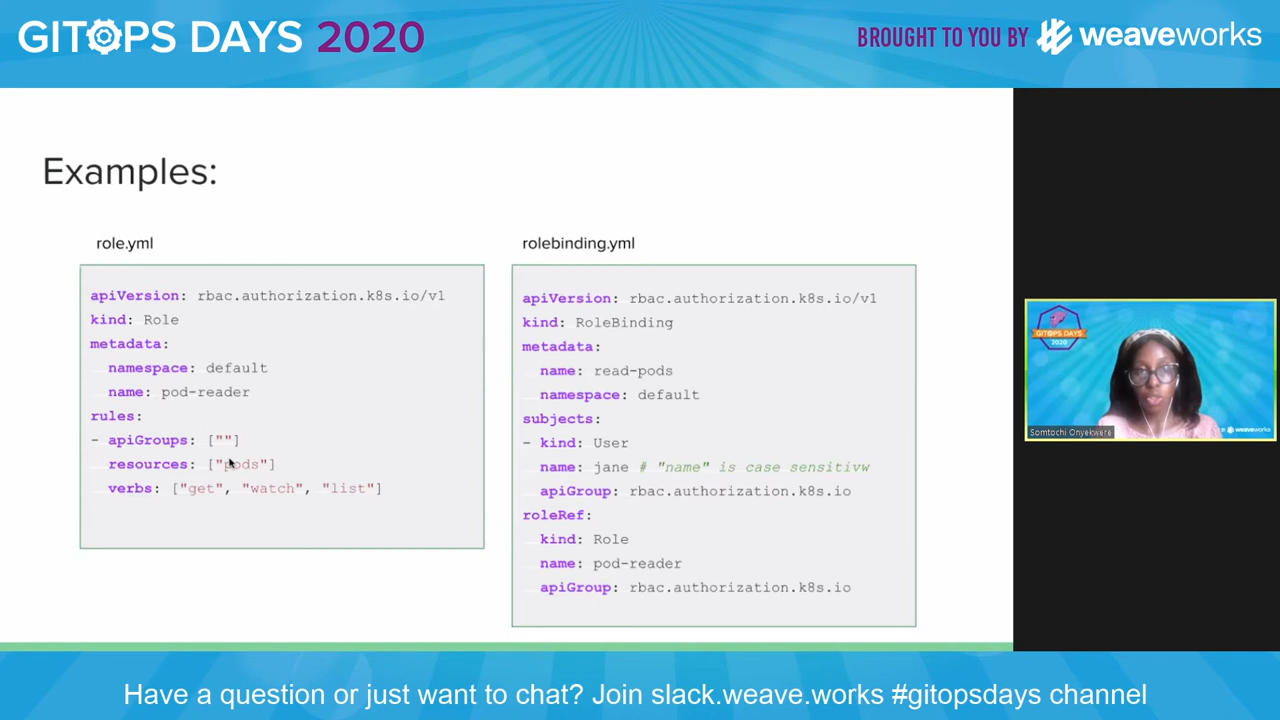 GITOPS DAYS 2020
BROUGHT TO YOU BY weaveworks
Examples:
role.yml
apiVersion: rbac.authorization.k8s.io/v1
kind: Role
metadata:
  namespace: default
  name: pod-reader
rules:
- apiGroups: [""]
  resources: ["pods"]
  verbs: ["get", "watch", "list"]
rolebinding.yml
apiVersion: rbac.authorization.k8s.io/v1
kind: RoleBinding
metadata:
  name: read-pods
  namespace: default
subjects:
- kind: User
  name: jane # "name" is case sensitivw
  apiGroup: rbac.authorization.k8s.io
roleRef:
  kind: Role
  name: pod-reader
  apiGroup: rbac.authorization.k8s.io
GITOPS DAYS
2020
Somtochi Onyekwere
weaveworks
Have a question or just want to chat? Join slack.weave.works #gitopsdays channel